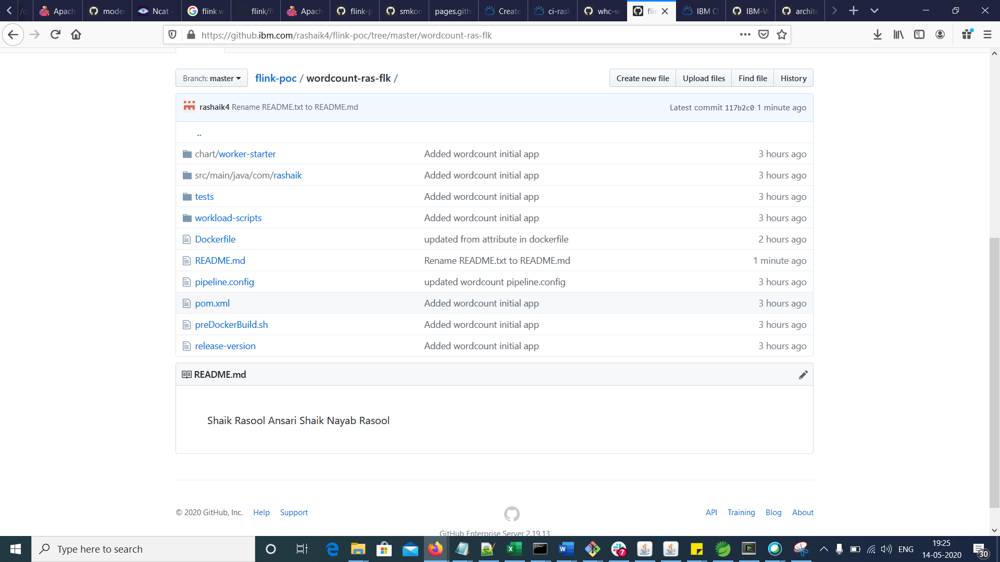 Apach
moder
Ncat -
flink w
flink/fl
Apach
flink-p
smkon
pages.gith
Create
ci-rash
whc-w
flin
IBM Cl
IBM-W
archite
https://github.ibm.com/rashaik4/flink-poc/tree/master/wordcount-ras-flk
Branch: master
flink-poc / wordcount-ras-flk /
Create new file
Upload files
Find file
History
rashaik4 Rename README.txt to README.md
Latest commit 117b2c0 1 minute ago
..
chart/worker-starter
Added wordcount initial app
3 hours ago
src/main/java/com/rashaik
Added wordcount initial app
3 hours ago
tests
Added wordcount initial app
3 hours ago
workload-scripts
Added wordcount initial app
3 hours ago
Dockerfile
updated from attribute in dockerfile
2 hours ago
README.md
Rename README.txt to README.md
1 minute ago
pipeline.config
updated wordcount pipeline.config
3 hours ago
pom.xml
Added wordcount initial app
3 hours ago
preDockerBuild.sh
Added wordcount initial app
3 hours ago
release-version
Added wordcount initial app
3 hours ago
README.md
Shaik Rasool Ansari Shaik Nayab Rasool
© 2020 GitHub, Inc.
Help
Support
API
Training
Blog
About
GitHub Enterprise Server 2.19.13
Type here to search
7
ENG
19:25
14-05-2020
30